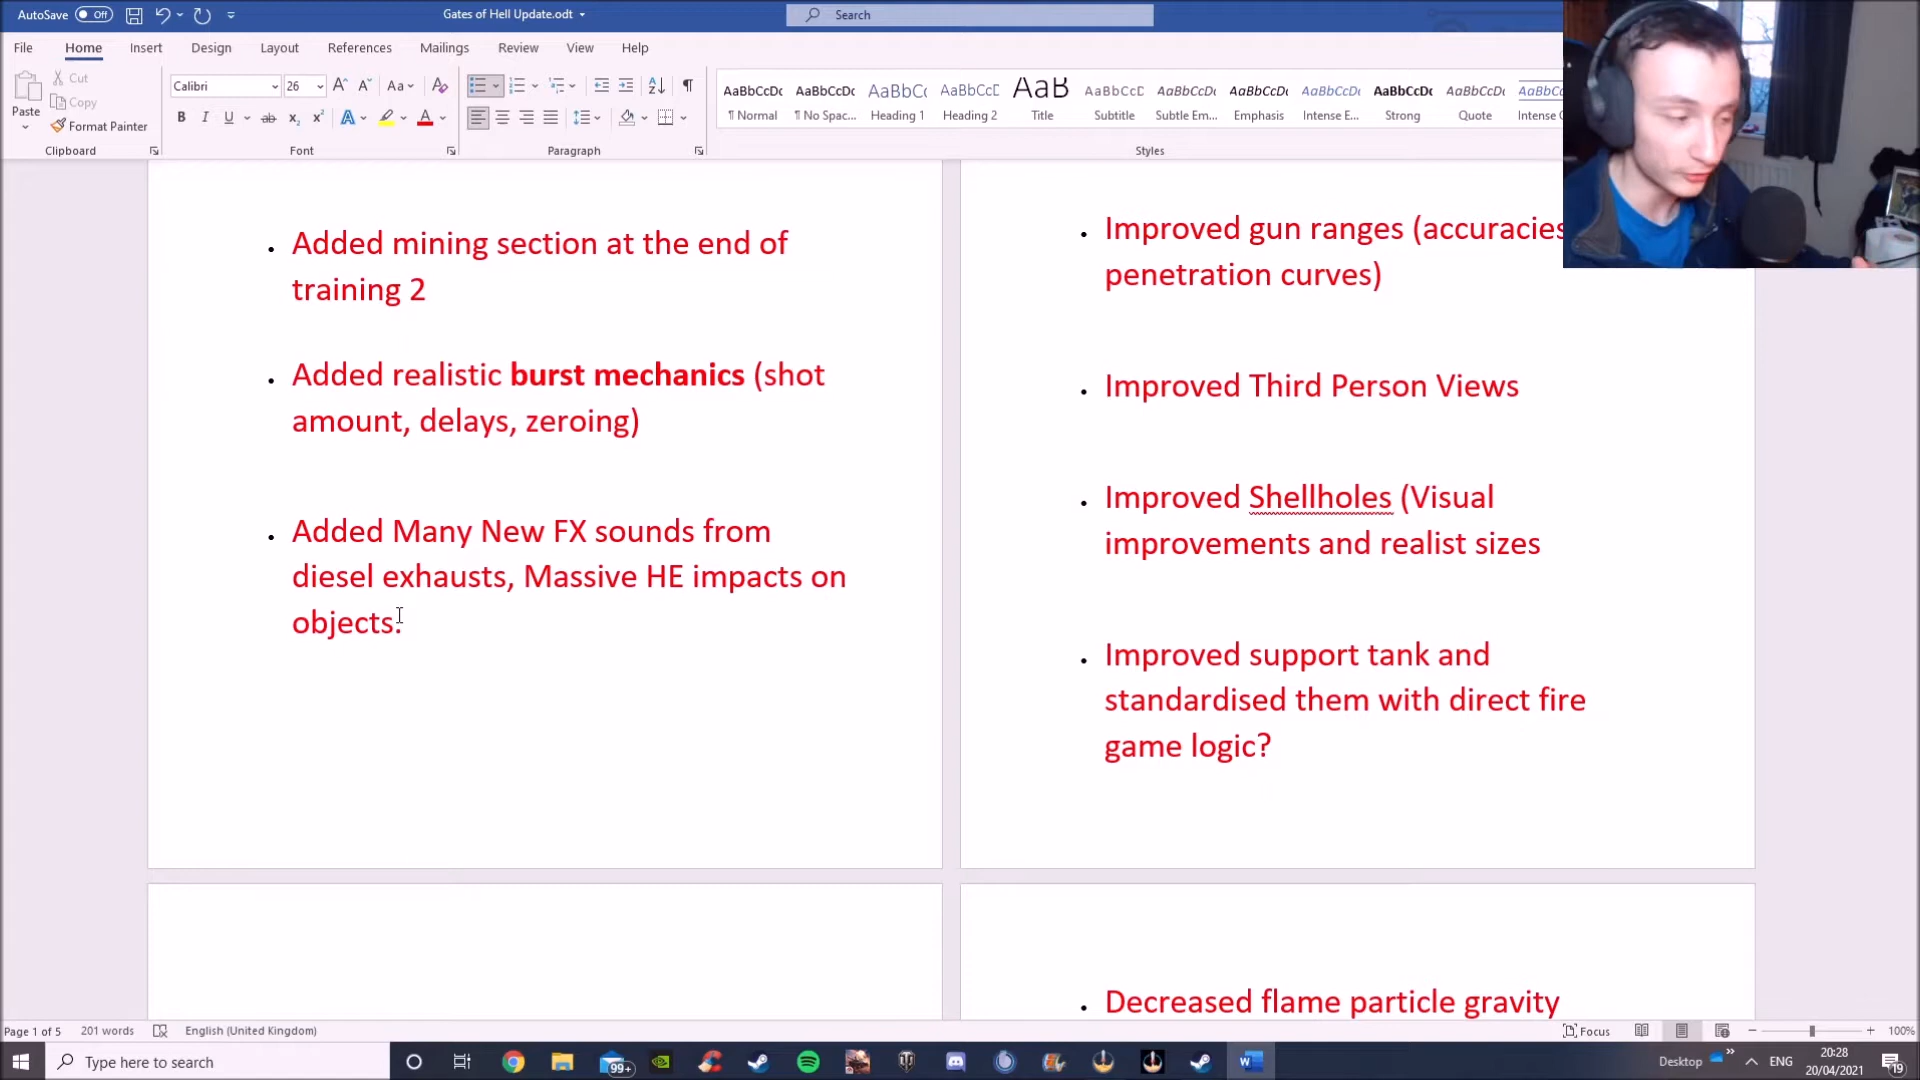 AutoSave Off
Gates of Hell Update.odt
Search
File Home Insert Design Layout References Mailings Review View Help
Paste
Cut
Copy
Format Painter
Clipboard
Calibri 26
Font
Paragraph
AaBbCcDc AaBbCcDc AaBbCc AaBbCcD AaB AaBbCcD AaBbCcDc AaBbCcDc AaBbCcDc AaBbCcDc AaBbCcDc
¶ Normal ¶ No Spac... Heading 1 Heading 2 Title Subtitle Subtle Em... Emphasis Intense E... Strong Quote
Styles
• Added mining section at the end of
training 2
• Added realistic burst mechanics (shot
amount, delays, zeroing)
• Added Many New FX sounds from
diesel exhausts, Massive HE impacts on
objects.
• Improved gun ranges (accuracies
penetration curves)
• Improved Third Person Views
• Improved Shellholes (Visual
improvements and realist sizes
• Improved support tank and
standardised them with direct fire
game logic?
• Decreased flame particle gravity
Page 1 of 5 201 words English (United Kingdom)
Focus
100%
Type here to search
99+
Desktop
ENG
20:28
20/04/2021
19